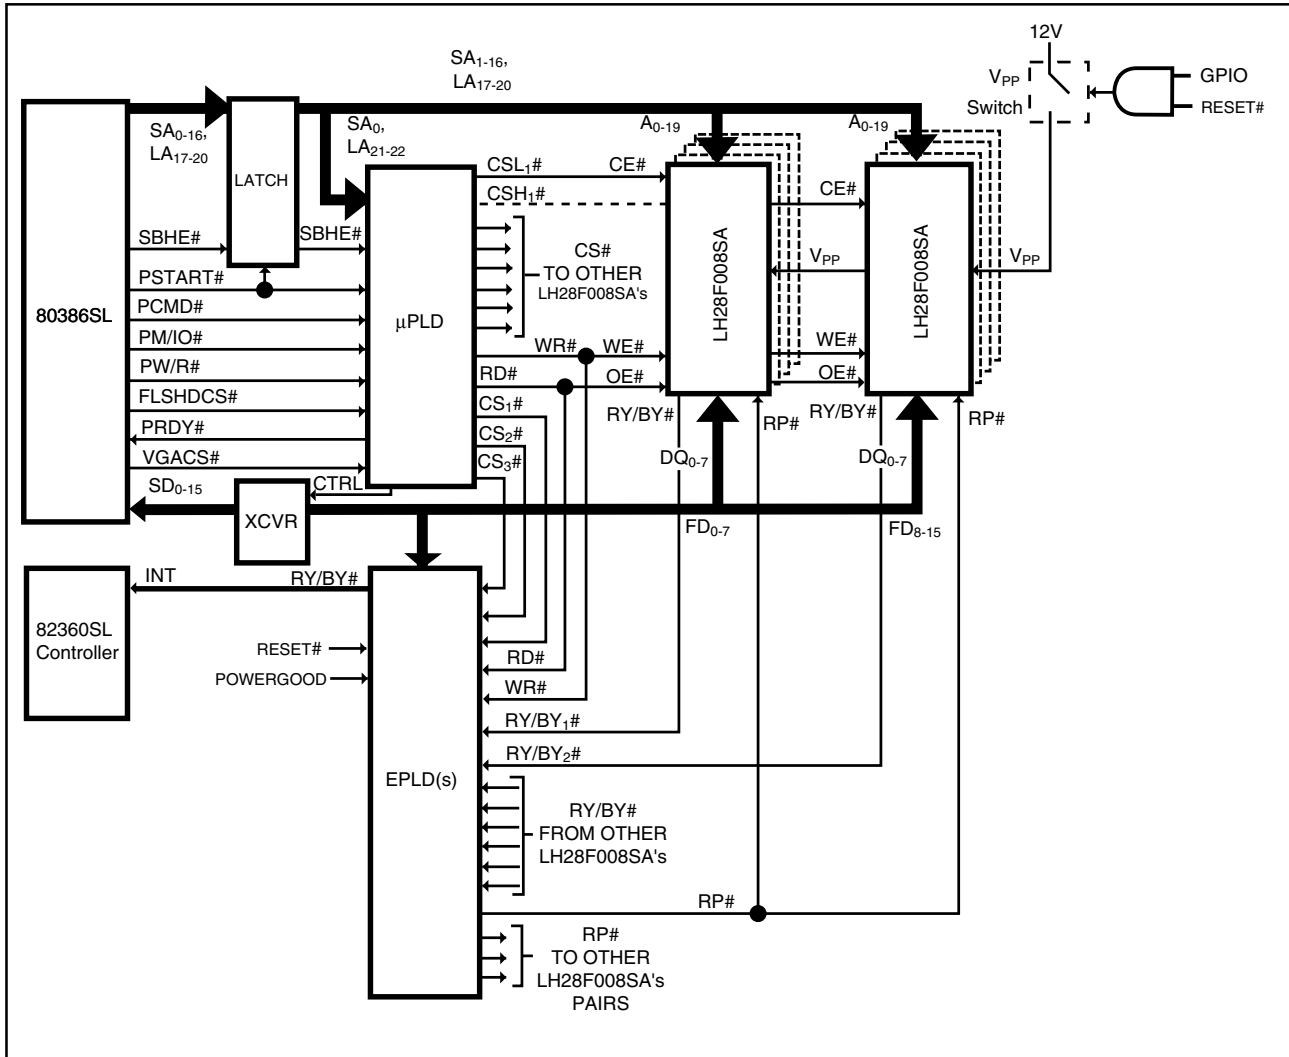 12V
SA1-16,
LA17-20
VPP
Switch
GPIO
RESET#
SA0-16,
LA17-20
SA0,
LA21-22
A0-19
A0-19
LATCH
CSL1#
CE#
CSH1#
CE#
SBHE#
SBHE#
CS#
TO OTHER
LH28F008SA's
LH28F008SA
LH28F008SA
VPP
VPP
PSTART#
80386SL
PCMD#
µPLD
PM/IO#
WR#
WE#
WE#
PW/R#
RD#
OE#
OE#
FLSHDCS#
CS1#
RY/BY#
RP#
RY/BY#
RP#
PRDY#
CS2#
VGACS#
CS3#
DQ0-7
DQ0-7
SD0-15
CTRL
XCVR
FD0-7
FD8-15
INT
RY/BY#
82360SL
Controller
RESET#
POWERGOOD
RD#
WR#
RY/BY1#
RY/BY2#
EPLD(s)
RY/BY#
FROM OTHER
LH28F008SA's
RP#
RP#
TO OTHER
LH28F008SA's
PAIRS